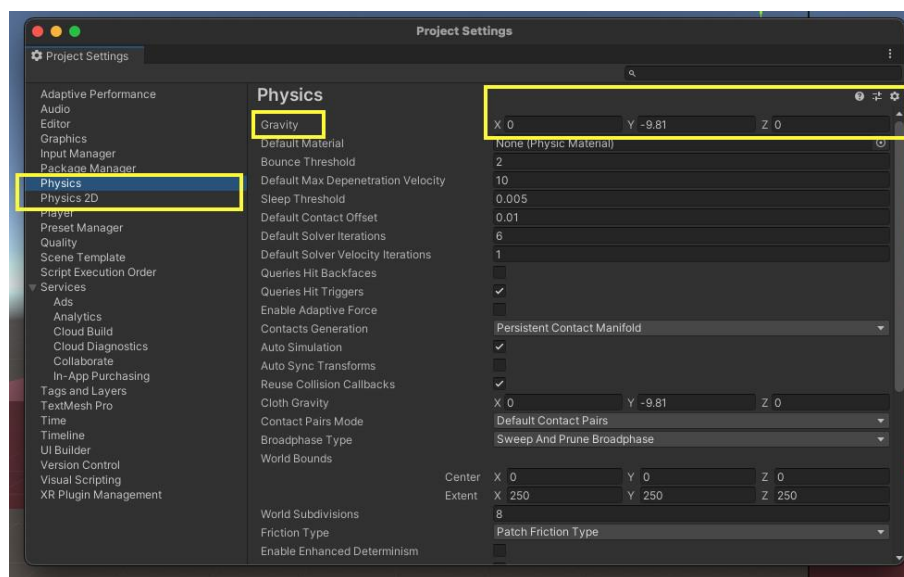 Project Settings
Project Settings
Adaptive Performance
Audio
Editor
Graphics
Input Manager
Package Manager
Physics
Physics 2D
Player
Preset Manager
Quality
Scene Template
Script Execution Order
Services
Ads
Analytics
Cloud Build
Cloud Diagnostics
Collaborate
In-App Purchasing
Tags and Layers
TextMesh Pro
Time
Timeline
UI Builder
Version Control
Visual Scripting
XR Plugin Management
Physics
Gravity X 0 Y -9.81 Z 0
Default Material None (Physic Material)
Bounce Threshold 2
Default Max Depenetration Velocity 10
Sleep Threshold 0.005
Default Contact Offset 0.01
Default Solver Iterations 6
Default Solver Velocity Iterations 1
Queries Hit Backfaces
Queries Hit Triggers
Enable Adaptive Force
Contacts Generation Persistent Contact Manifold
Auto Simulation
Auto Sync Transforms
Reuse Collision Callbacks
Cloth Gravity X 0 Y -9.81 Z 0
Contact Pairs Mode Default Contact Pairs
Broadphase Type Sweep And Prune Broadphase
World Bounds
Center X 0 Y 0 Z 0
Extent X 250 Y 250 Z 250
World Subdivisions 8
Friction Type Patch Friction Type
Enable Enhanced Determinism